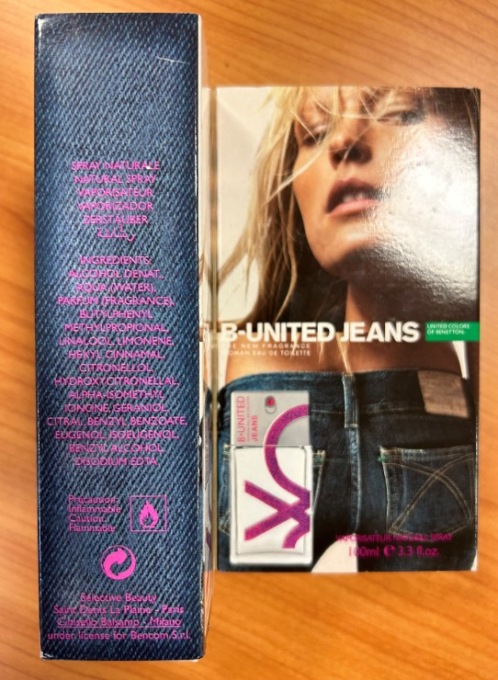 SPRAY NATURALE
NATURAL SPRAY
VAPORISATEUR
VAPORIZADOR
ZERSTÄUBER
INGREDIENTS:
ALCOHOL DENAT,
AQUA (WATER),
PARFUM (FRAGRANCE),
BUTYLPHENYL
METHYLPROPIONAL,
LINALOOL, LIMONENE,
HEXYL CINNAMAL,
CITRONELLOL,
HYDROXYCITRONELLAL,
ALPHA-ISOMETHYL
IONONE, GERANIOL,
CITRAL, BENZYL BENZOATE,
EUGENOL, ISOEUGENOL,
BENZYL ALCOHOL,
DISODIUM EDTA.
Precaution:
Inflammable
Caution:
Flammable
Selective Beauty
Saint Denis La Plaine - Paris
Cinisello Balsamo - Milano
under license for Bencom S.r.l.
B-UNITED JEANS
UNITED COLORS
OF BENETTON.
THE NEW FRAGRANCE
WOMAN EAU DE TOILETTE
B-UNITED
JEANS
VAPORISATEUR NATURAL SPRAY
100ml e 3.3 fl.oz.